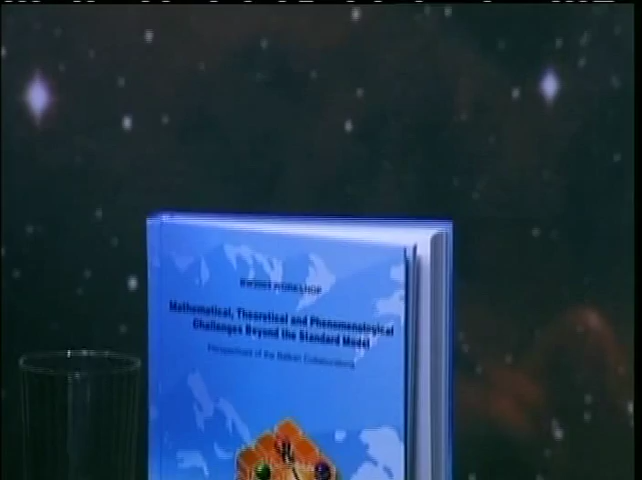 Mathematical, Theoretical and Phenomenological
Challenges Beyond the Standard Model
Perspectives of the Balkan Collaborations